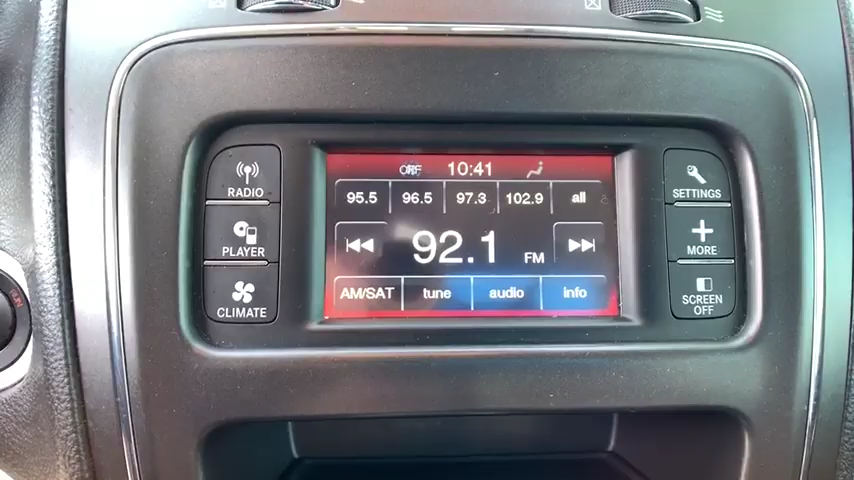 10:41
RADIO
SETTINGS
95.5 96.5 97.3 102.9 all
PLAYER
92.1 FM
MORE
AM/SAT tune audio info
CLIMATE
SCREEN
OFF
RUN